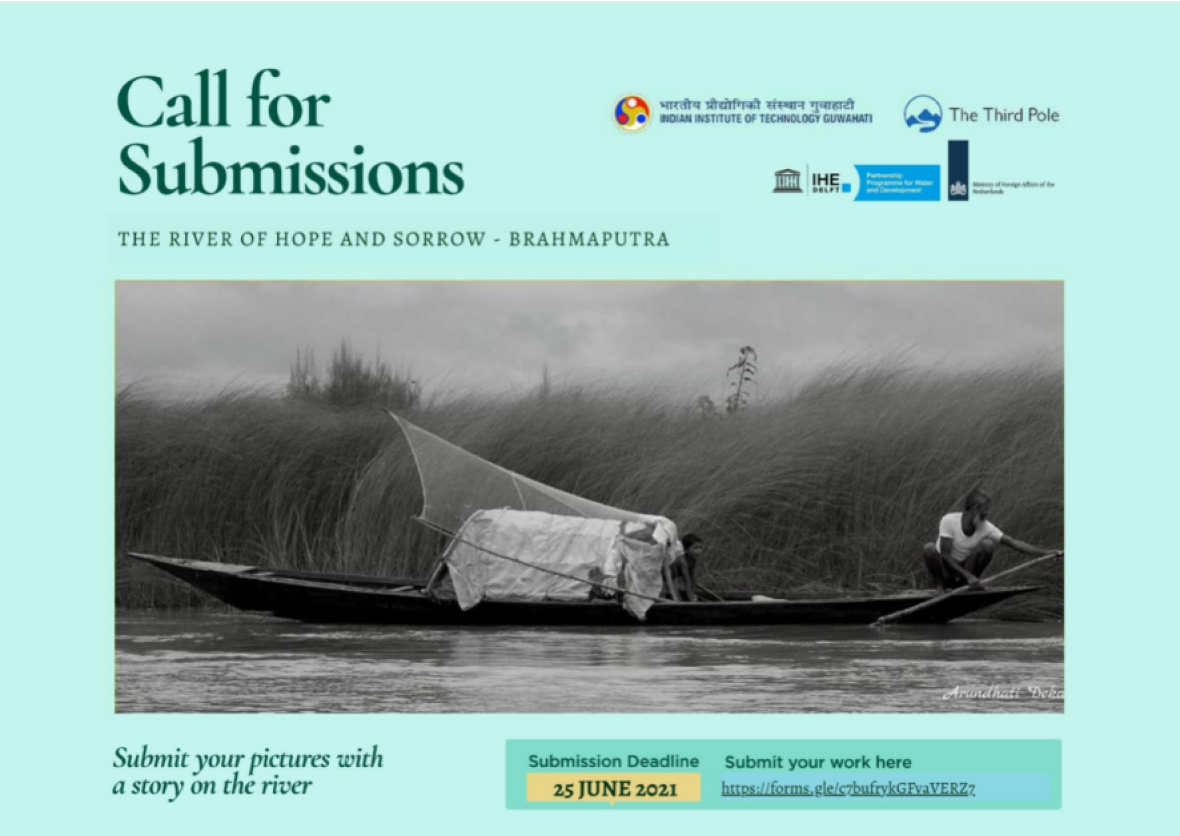 Call for
Submissions
भारतीय प्रौद्योगिकी संस्थान गुवाहाटी
INDIAN INSTITUTE OF TECHNOLOGY GUWAHATI
The Third Pole
IHE
DELFT
Partnership
Programme for Water
and Development
Ministry of Foreign Affairs of the
Netherlands
THE RIVER OF HOPE AND SORROW - BRAHMAPUTRA
Arundhati Deka
Submit your pictures with
a story on the river
Submission Deadline
25 JUNE 2021
Submit your work here
https://forms.gle/c7bufrykGFvaVERZ7